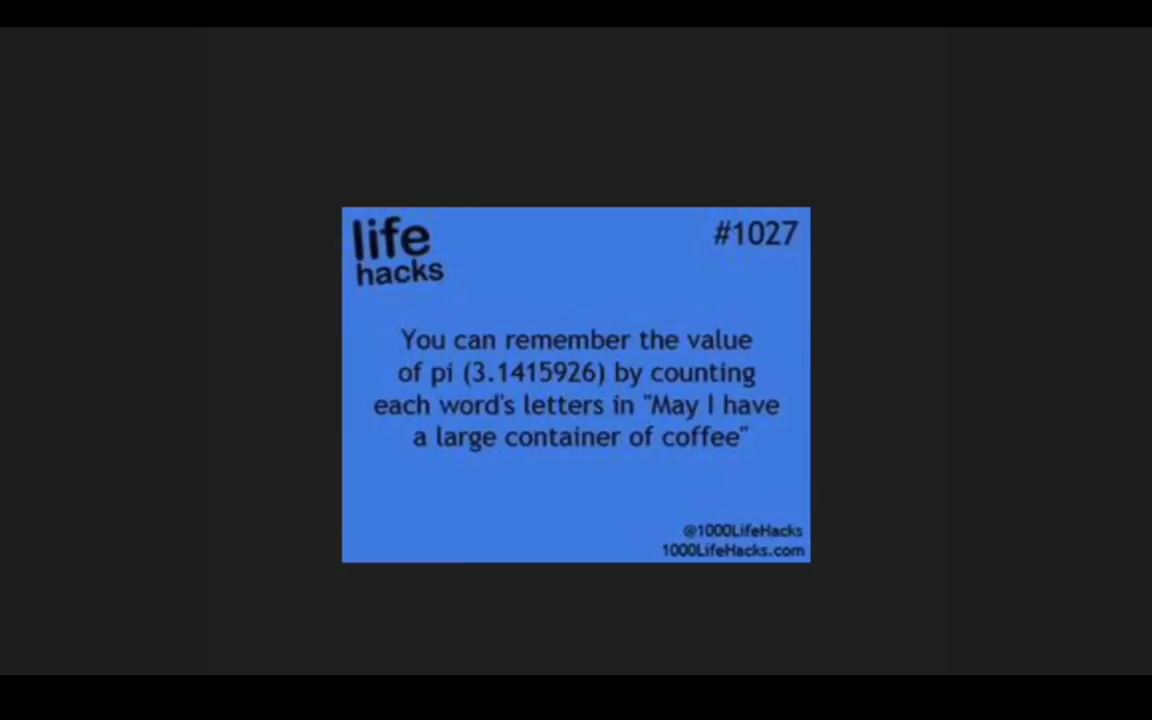 life
hacks
#1027
You can remember the value
of pi (3.1415926) by counting
each word's letters in "May I have
a large container of coffee"
@1000LifeHacks
1000LifeHacks.com